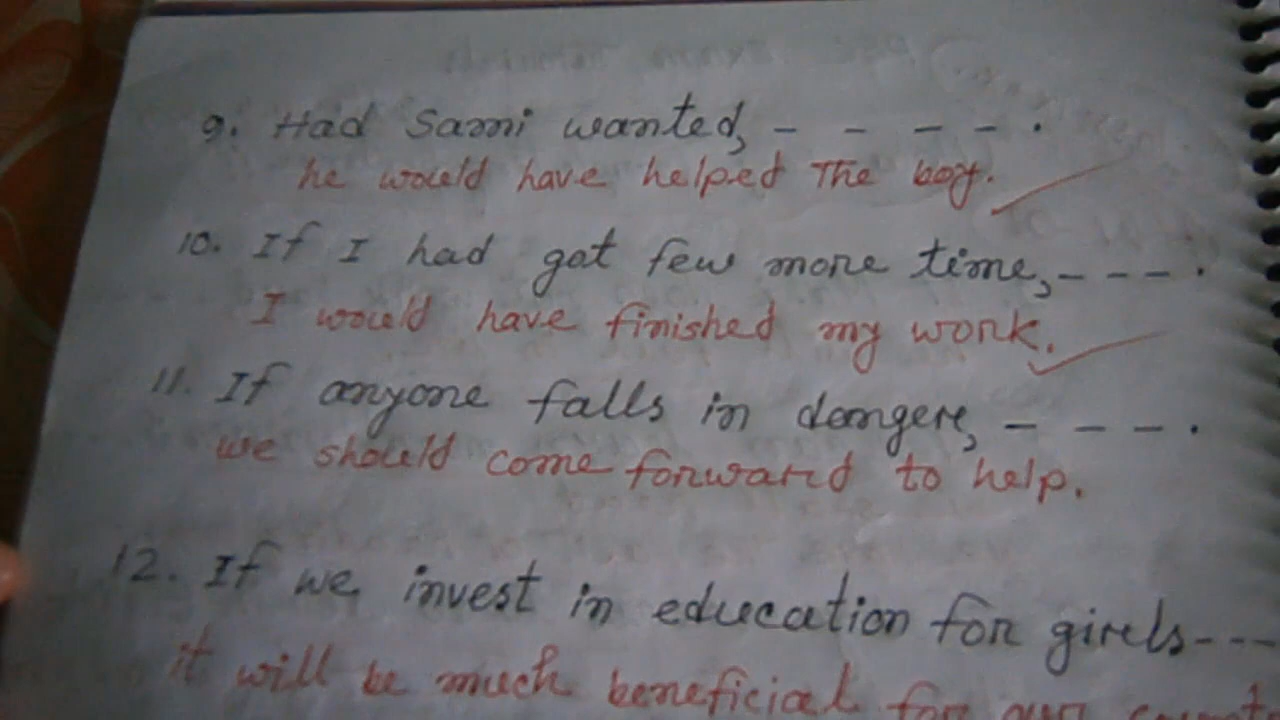 9. Had Sami wanted, - - - - .
he would have helped The boy.
10. If I had got few more time, - - - .
I would have finished my work.
11. If anyone falls in danger, - - - .
we should come forward to help.
12. If we invest in education for girls - - -
it will be much beneficial for our